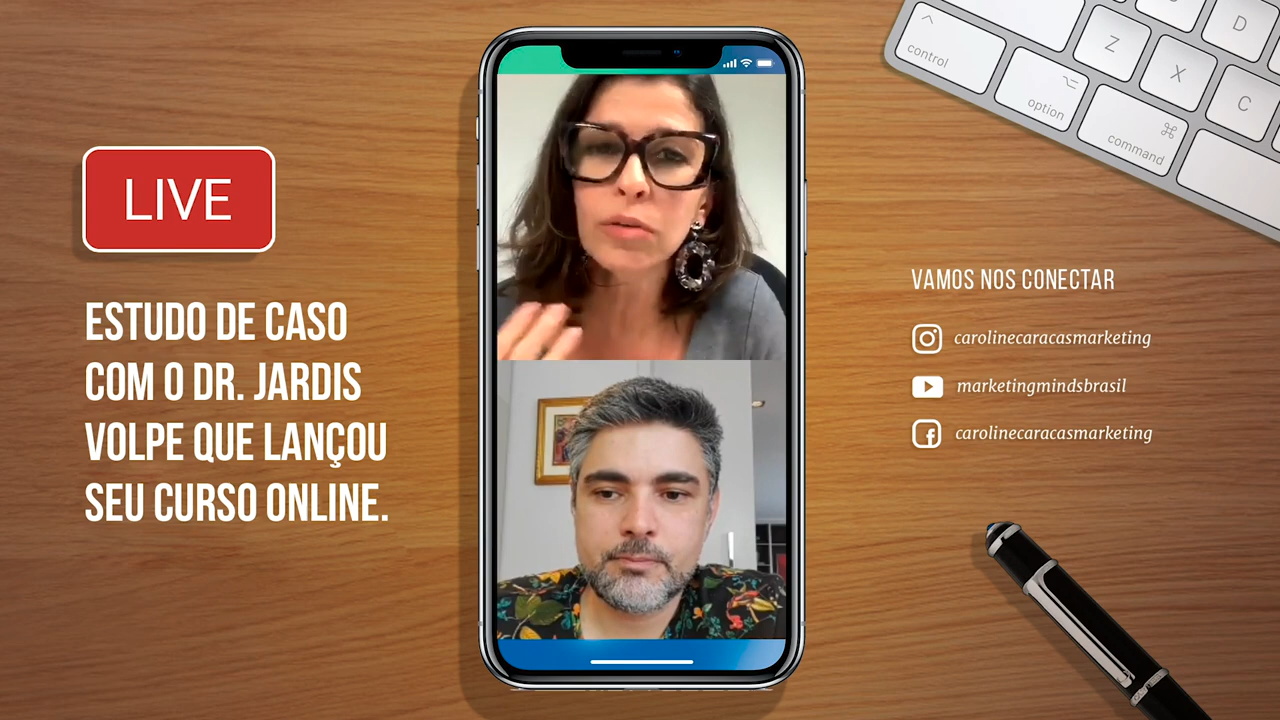 LIVE
ESTUDO DE CASO
COM O DR. JARDIS
VOLPE QUE LANÇOU
SEU CURSO ONLINE.
VAMOS NOS CONECTAR
carolinecaracasmarketing
marketingmindsbrasil
carolinecaracasmarketing
control
option
command
Z
X
C
D